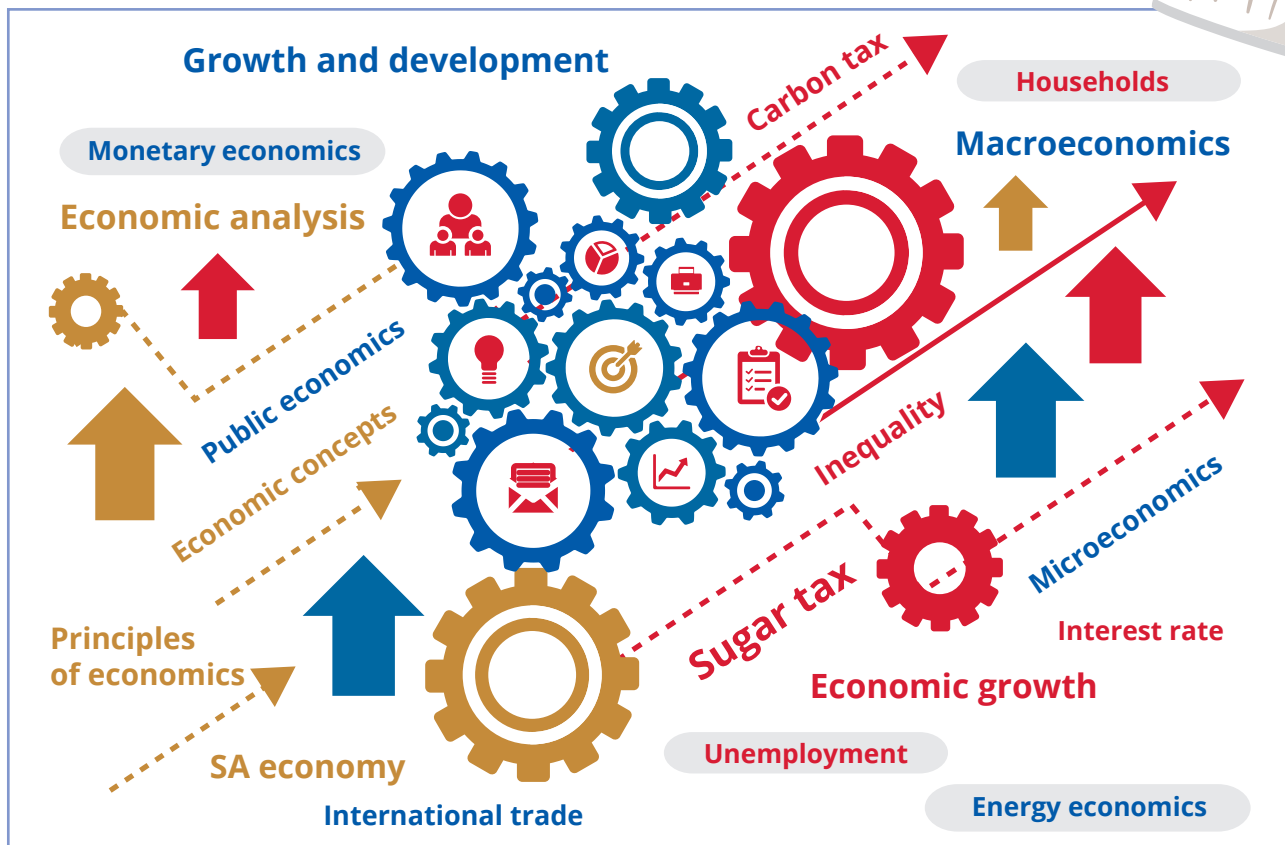 Growth and development
Carbon tax
Households
Monetary economics
Macroeconomics
Economic analysis
Public economics
Economic concepts
Inequality
Microeconomics
Sugar tax
Principles
of economics
Interest rate
Economic growth
SA economy
Unemployment
International trade
Energy economics